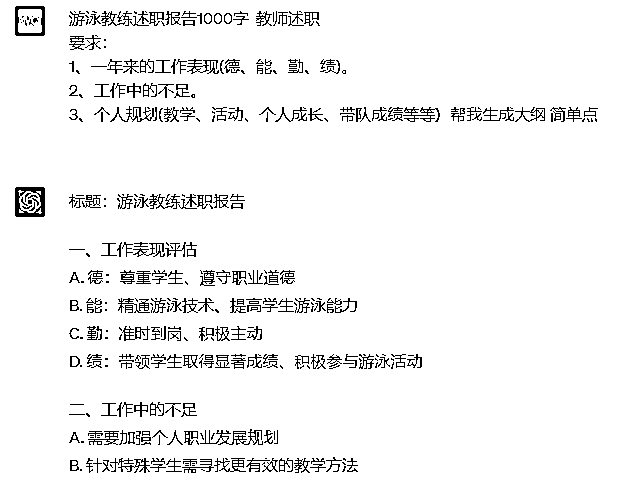 游泳教练述职报告1000字 教师述职
要求：
1、一年来的工作表现(德、能、勤、绩)。
2、工作中的不足。
3、个人规划(教学、活动、个人成长、带队成绩等等) 帮我生成大纲 简单点
标题：游泳教练述职报告
一、工作表现评估
A. 德：尊重学生、遵守职业道德
B. 能：精通游泳技术、提高学生游泳能力
C. 勤：准时到岗、积极主动
D. 绩：带领学生取得显著成绩、积极参与游泳活动
二、工作中的不足
A. 需要加强个人职业发展规划
B. 针对特殊学生需寻找更有效的教学方法